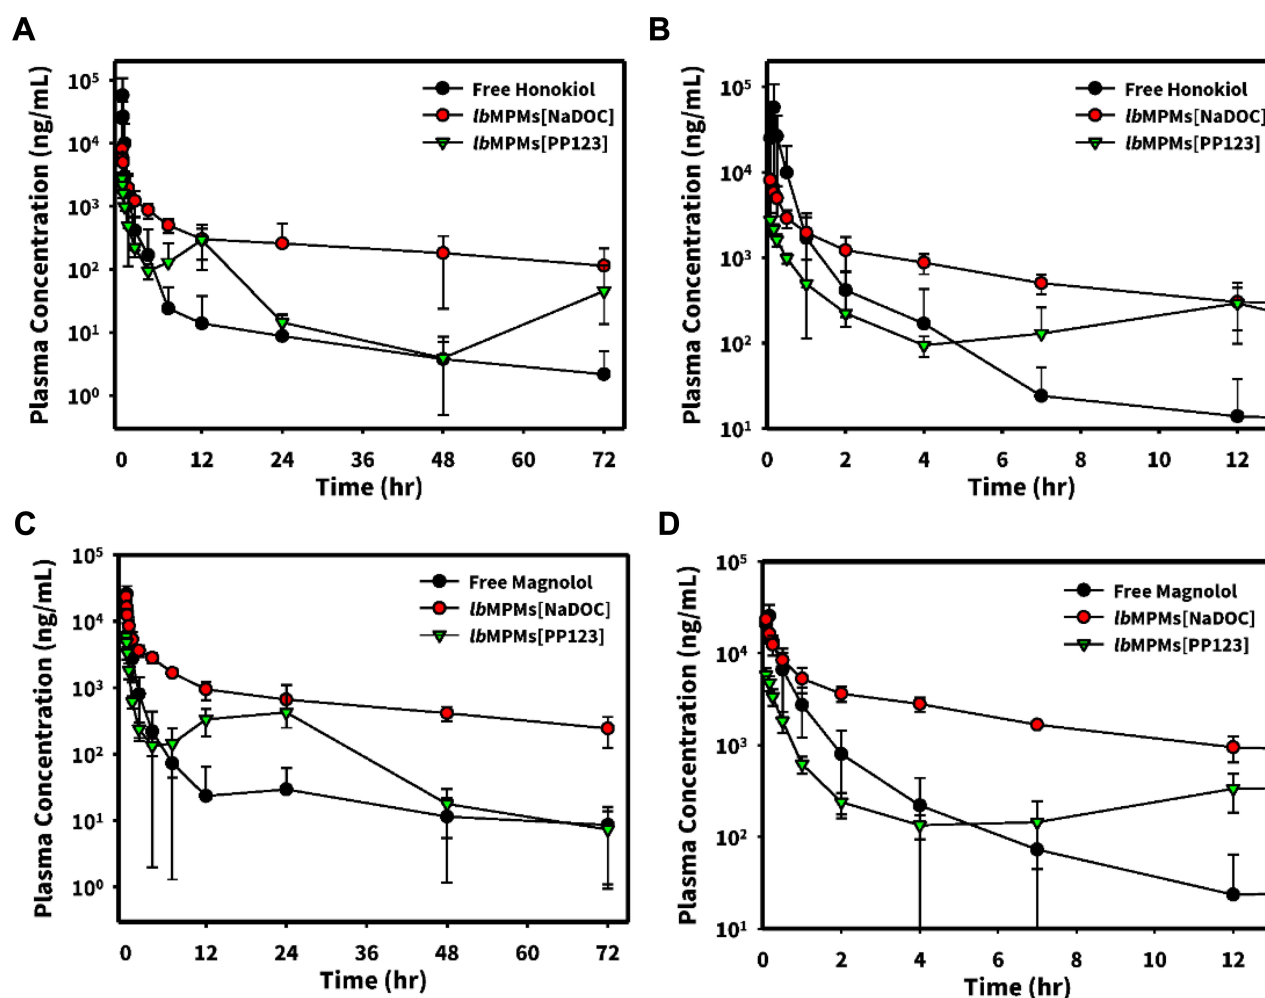 A
Plasma Concentration (ng/mL)
10⁵
10⁴
10³
10²
10¹
10⁰
Free Honokiol
lbMPMs[NaDOC]
lbMPMs[PP123]
0 12 24 36 48 60 72
Time (hr)
B
Plasma Concentration (ng/mL)
10⁵
10⁴
10³
10²
10¹
Free Honokiol
lbMPMs[NaDOC]
lbMPMs[PP123]
0 2 4 6 8 10 12
Time (hr)
C
Plasma Concentration (ng/mL)
10⁵
10⁴
10³
10²
10¹
10⁰
Free Magnolol
lbMPMs[NaDOC]
lbMPMs[PP123]
0 12 24 36 48 60 72
Time (hr)
D
Plasma Concentration (ng/mL)
10⁵
10⁴
10³
10²
10¹
Free Magnolol
lbMPMs[NaDOC]
lbMPMs[PP123]
0 2 4 6 8 10 12
Time (hr)